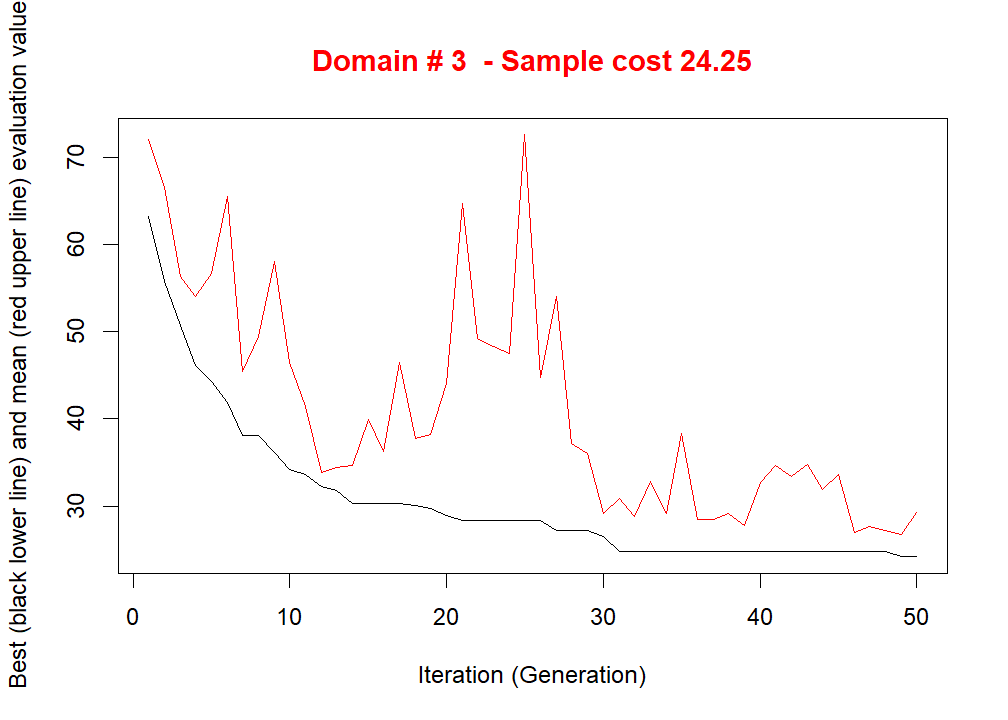 Domain # 3  - Sample cost 24.25
Best (black lower line) and mean (red upper line) evaluation value
70
60
50
40
30
0 10 20 30 40 50
Iteration (Generation)